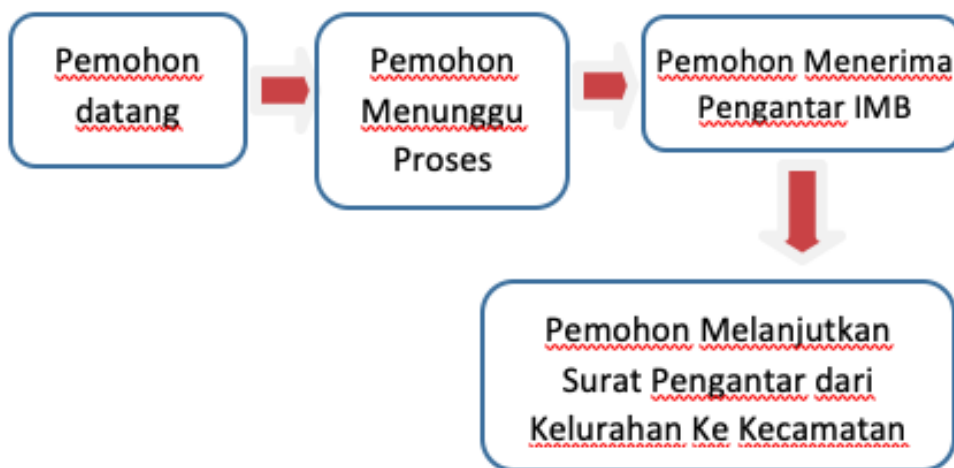 Pemohon
datang
Pemohon
Menunggu
Proses
Pemohon Menerima
Pengantar IMB
Pemohon Melanjutkan
Surat Pengantar dari
Kelurahan Ke Kecamatan